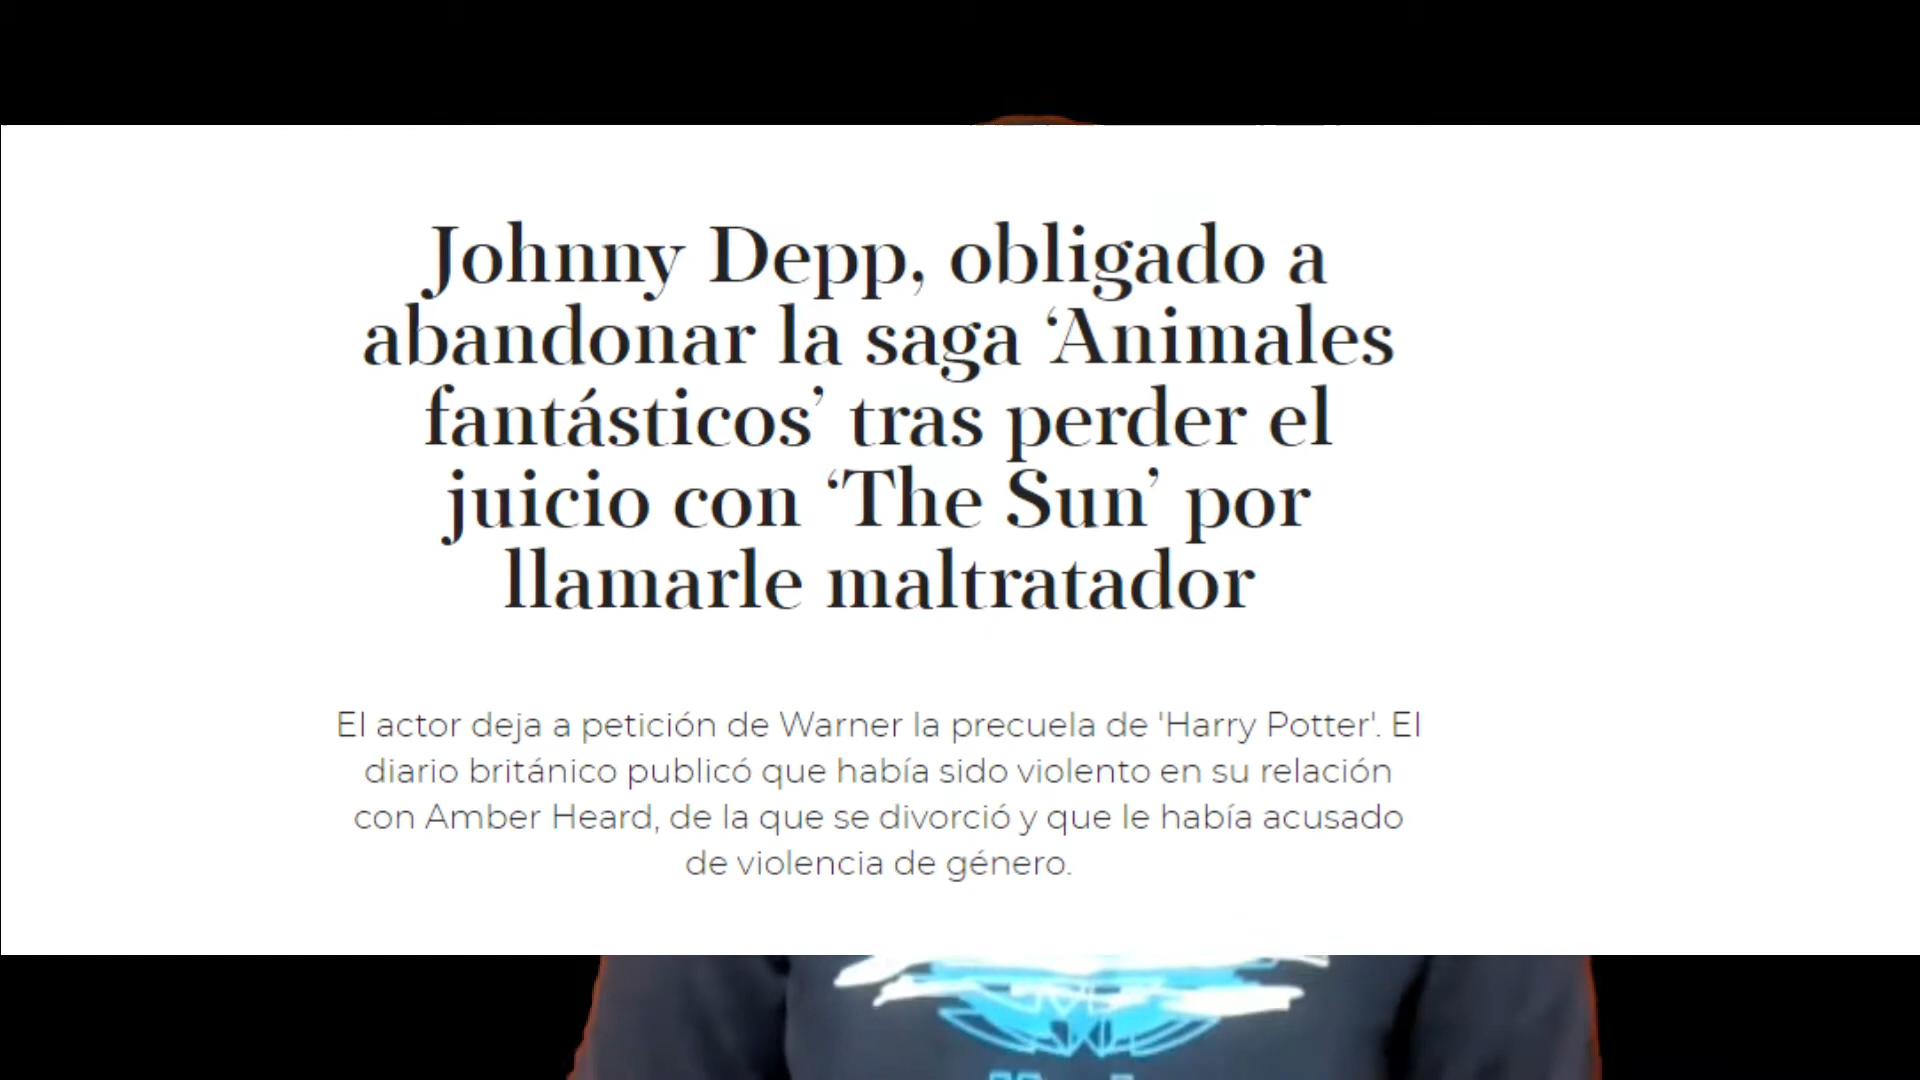 Johnny Depp, obligado a
abandonar la saga ‘Animales
fantásticos’ tras perder el
juicio con ‘The Sun’ por
llamarle maltratador
El actor deja a petición de Warner la precuela de 'Harry Potter'. El
diario británico publicó que había sido violento en su relación
con Amber Heard, de la que se divorció y que le había acusado
de violencia de género.